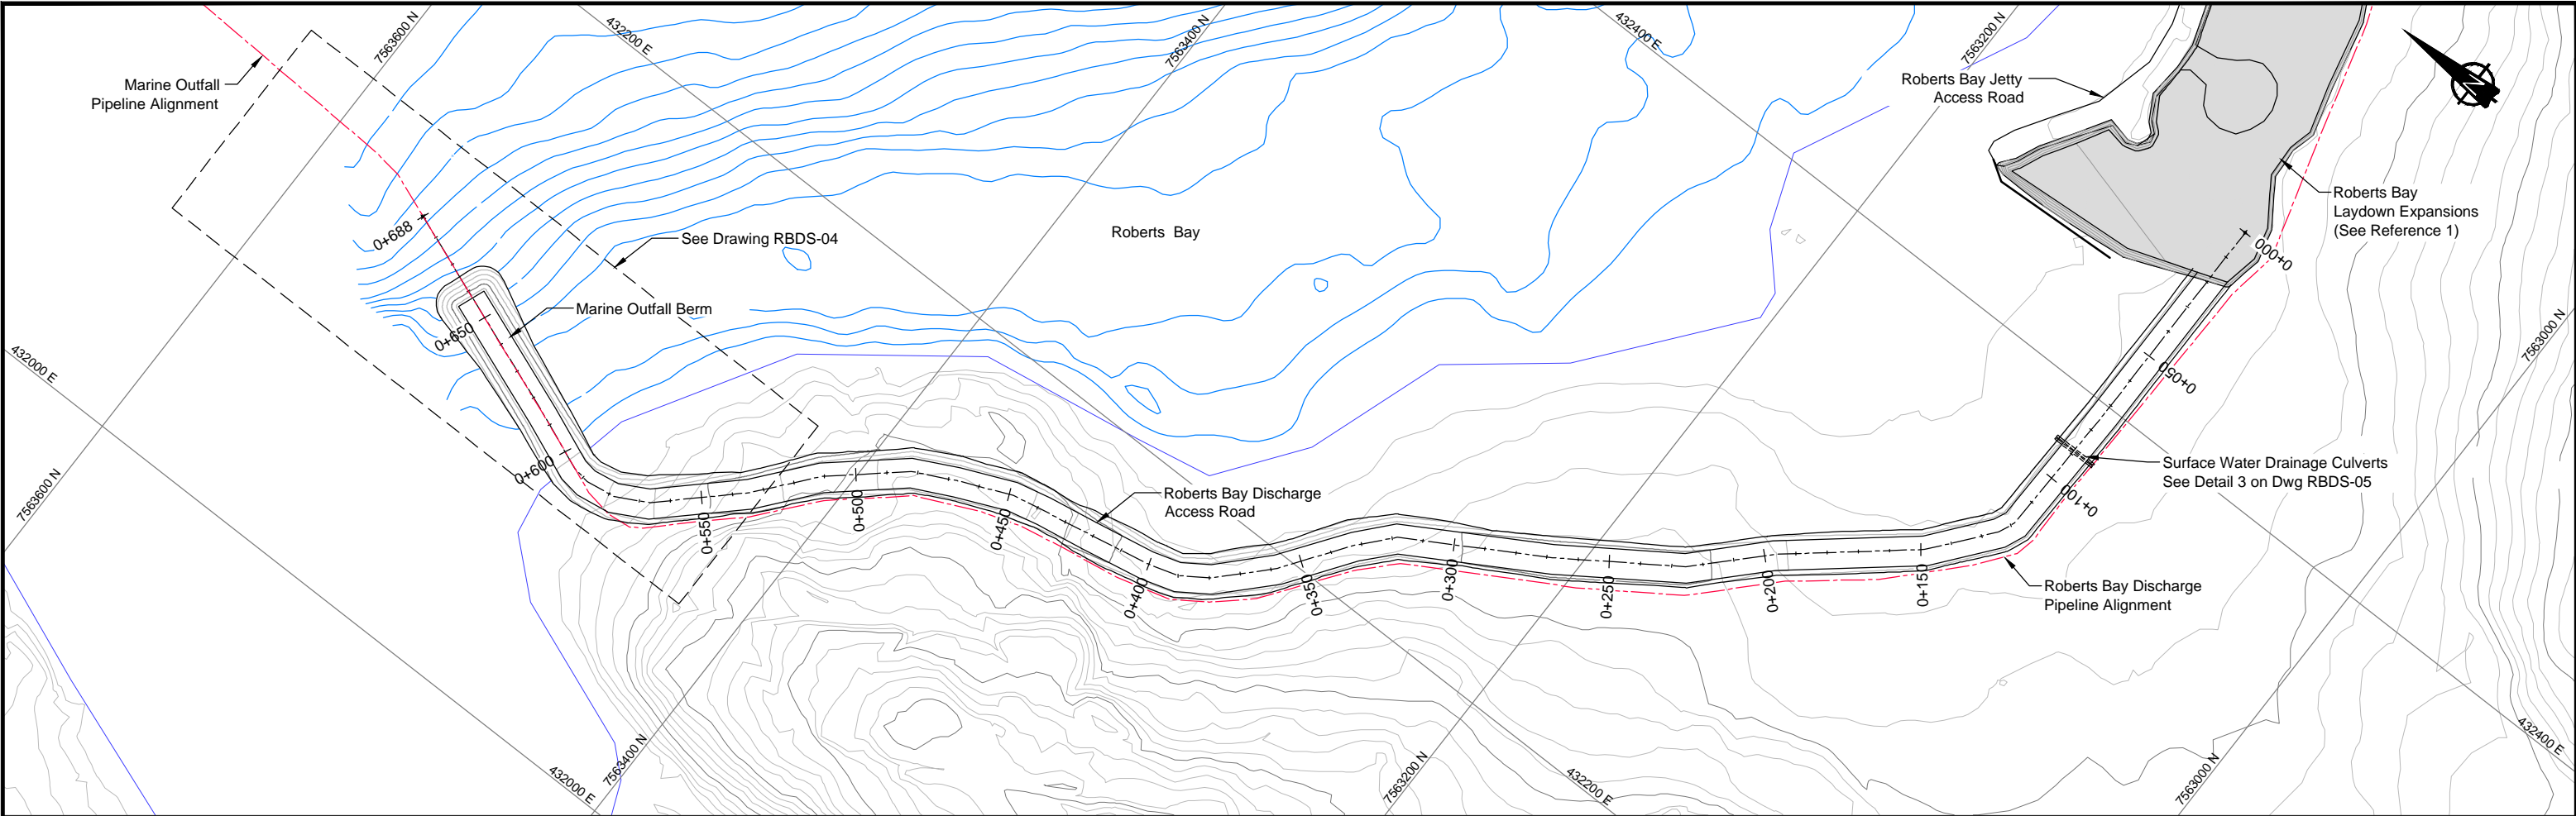 7563600 N
432200 E
7563400 N
432400 E
7563200 N
Marine Outfall
Pipeline Alignment
Roberts Bay Jetty
Access Road
N
Roberts Bay
Laydown Expansions
(See Reference 1)
0+688
See Drawing RBDS-04
Roberts Bay
0+000
Marine Outfall Berm
0+650
432000 E
7563000 N
0+050
0+600
7563600 N
Surface Water Drainage Culverts
See Detail 3 on Dwg RBDS-05
0+100
Roberts Bay Discharge
Access Road
0+550
0+500
0+450
0+400
0+350
0+300
0+250
0+200
0+150
Roberts Bay Discharge
Pipeline Alignment
432000 E
7563400 N
7563200 N
432200 E
7563000 N
432400 E